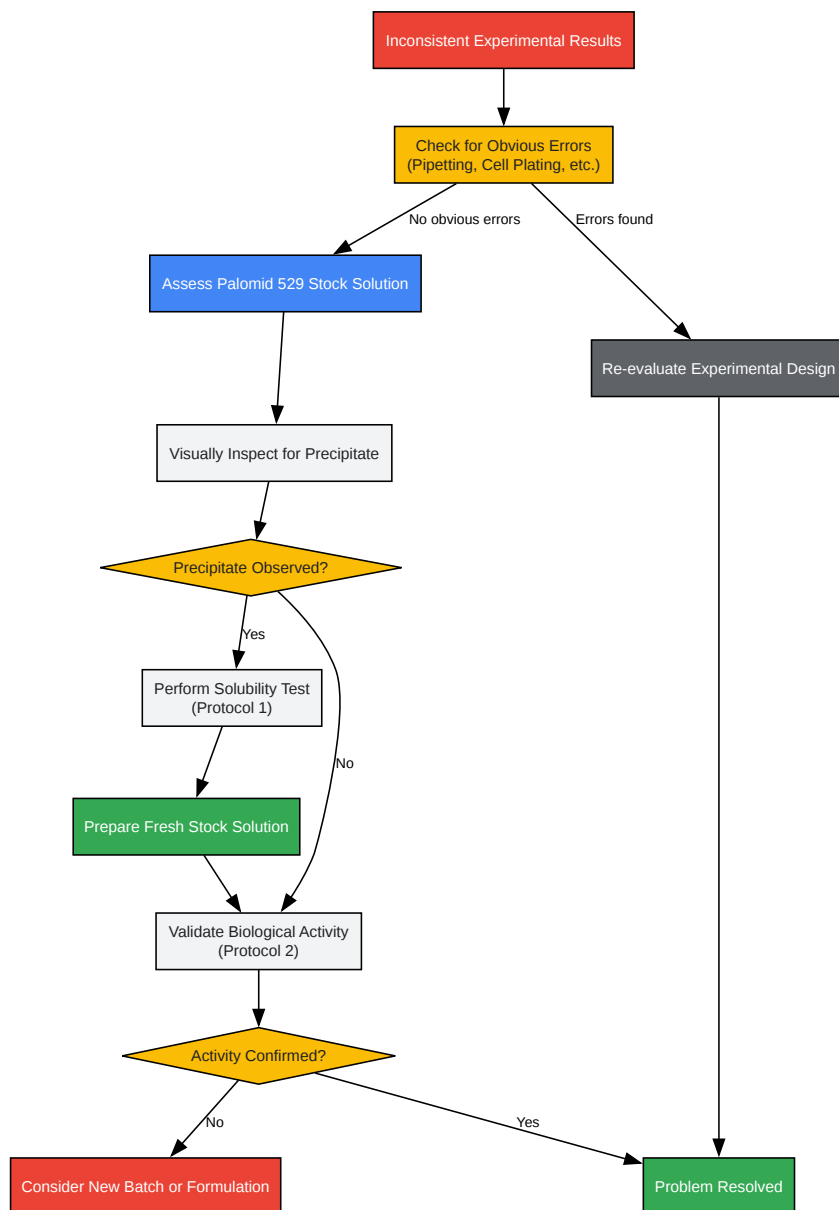 Inconsistent Experimental Results
Check for Obvious Errors
(Pipetting, Cell Plating, etc.)
No obvious errors
Errors found
Assess Palomid 529 Stock Solution
Re-evaluate Experimental Design
Visually Inspect for Precipitate
Precipitate Observed?
Yes
Perform Solubility Test
(Protocol 1)
No
Prepare Fresh Stock Solution
Validate Biological Activity
(Protocol 2)
Activity Confirmed?
No
Yes
Consider New Batch or Formulation
Problem Resolved